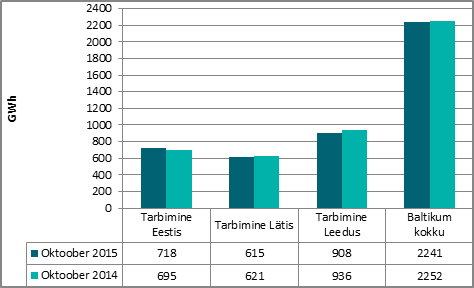 2400
2200
2000
1800
1600
1400
1200
1000
800
600
400
200
0
GWh
Tarbimine Eestis
Tarbimine Lätis
Tarbimine Leedus
Baltikum kokku
Oktoober 2015 718 615 908 2241
Oktoober 2014 695 621 936 2252